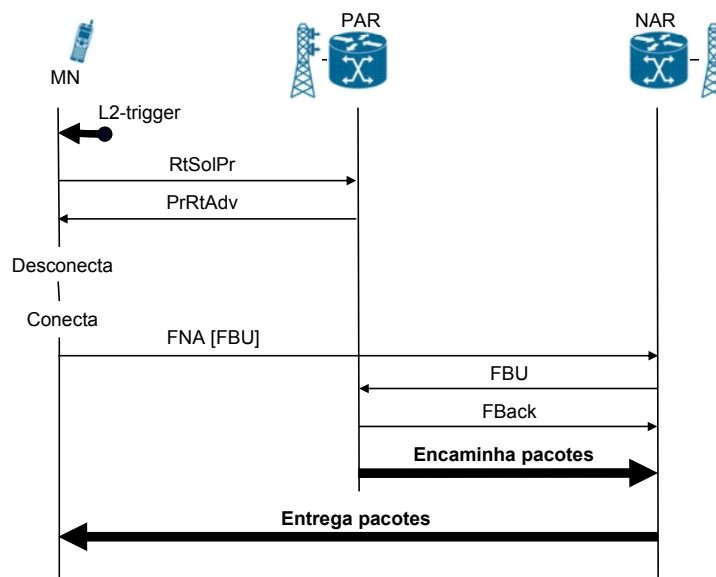 PAR
NAR
MN
L2-trigger
RtSolPr
PrRtAdv
Desconecta
Conecta
FNA [FBU]
FBU
FBack
Encaminha pacotes
Entrega pacotes